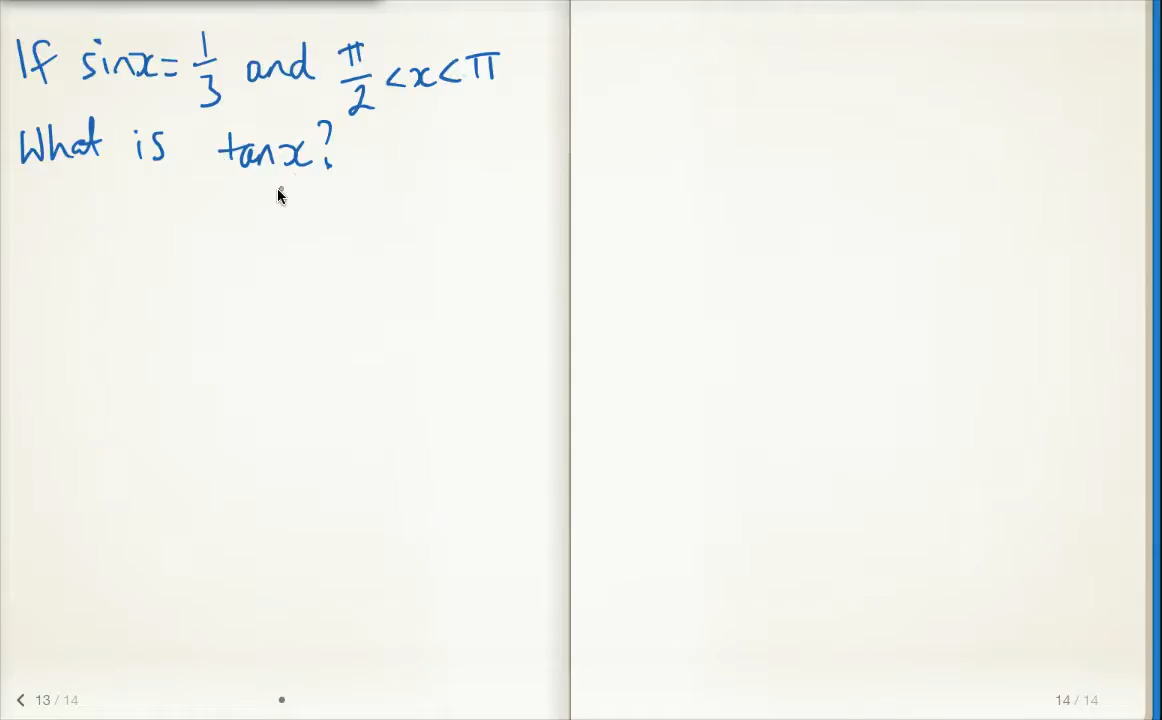 If sinx = 1/3 and π/2 < x < π
What is tanx?
13 / 14
14 / 14